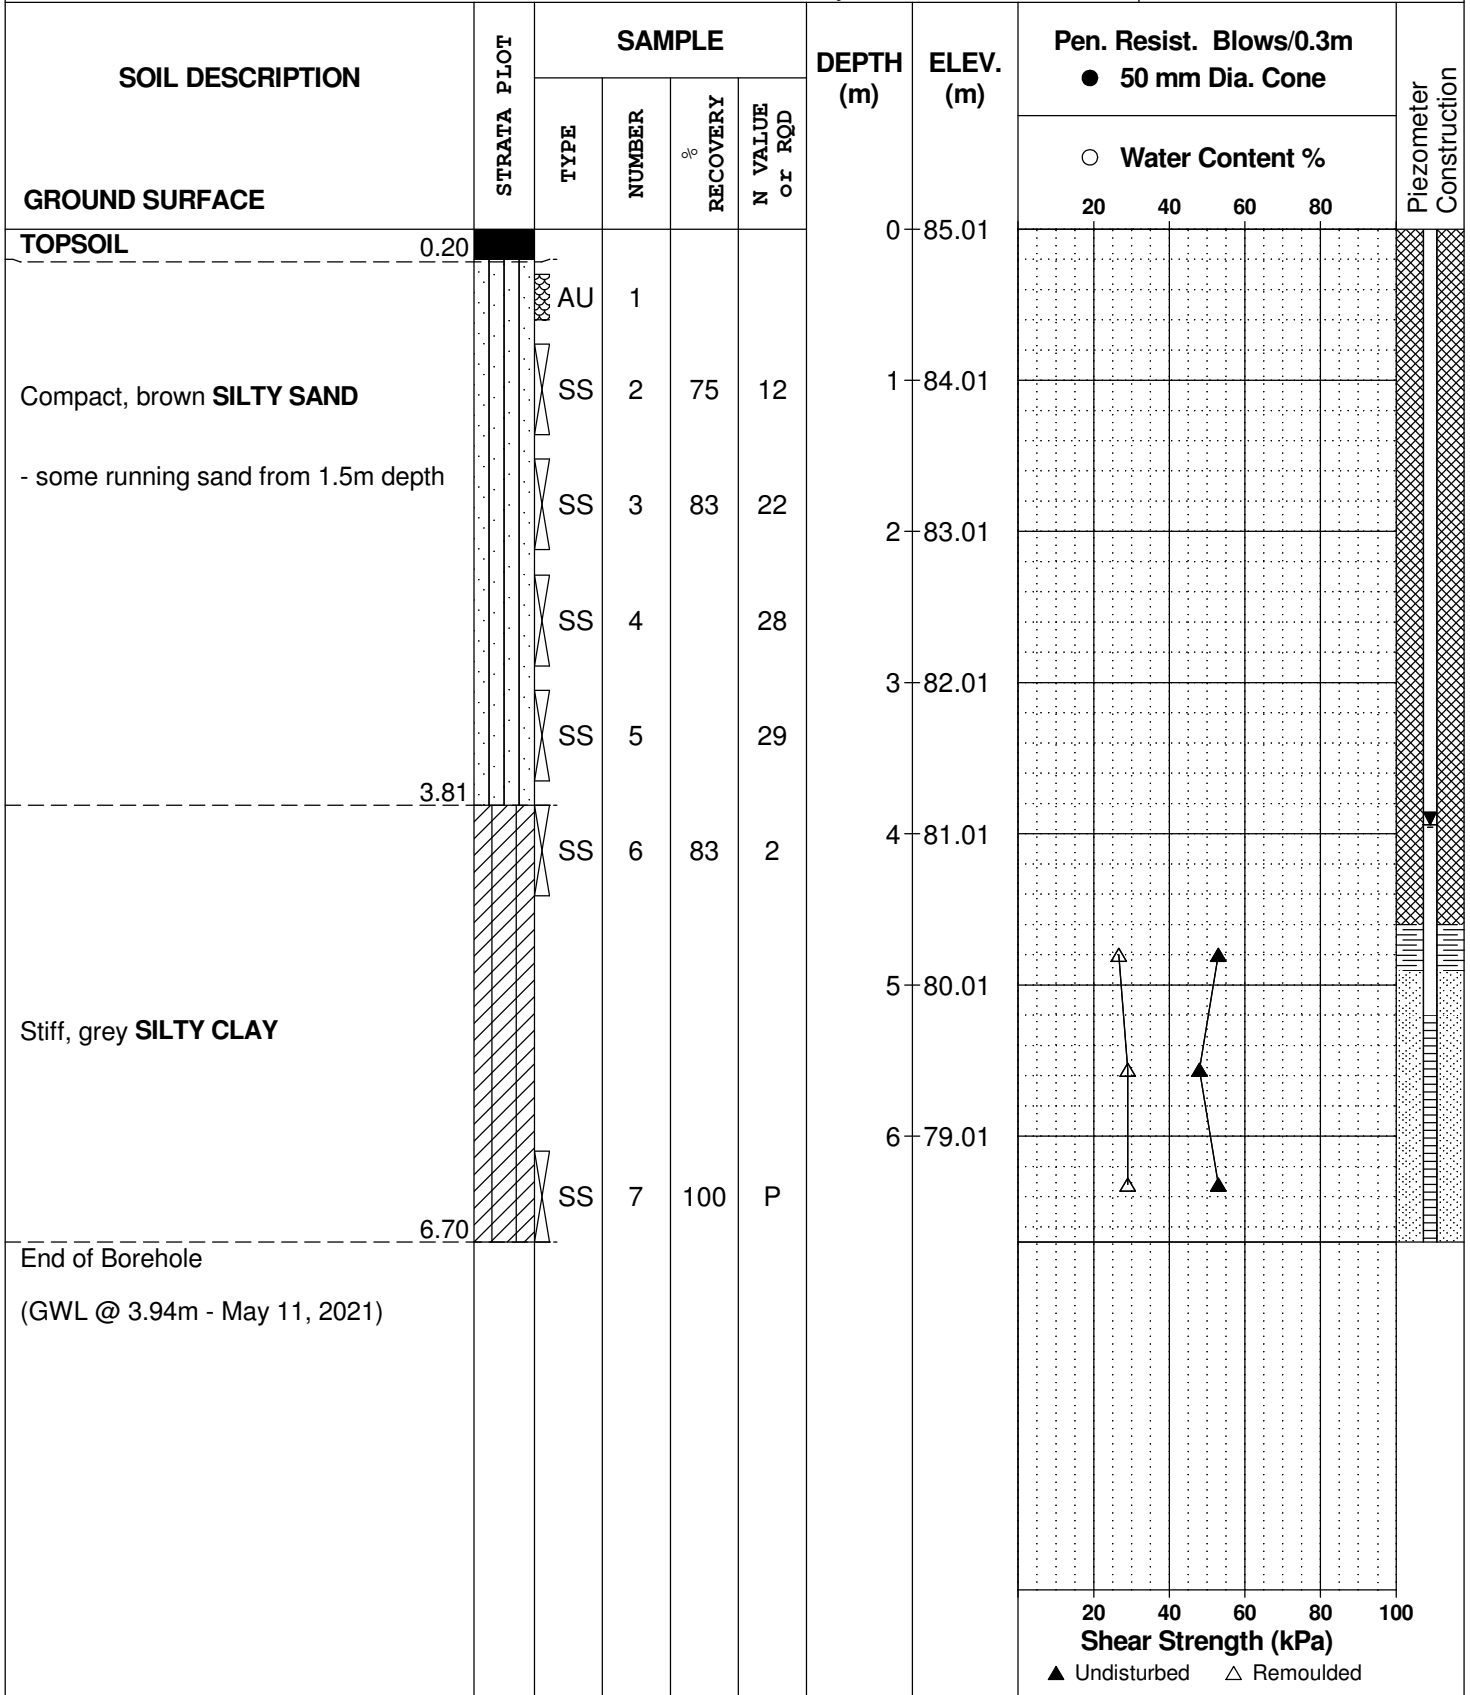 SOIL DESCRIPTION
GROUND SURFACE
STRATA PLOT
SAMPLE
TYPE
NUMBER
%
RECOVERY
N VALUE
or RQD
DEPTH
(m)
ELEV.
(m)
Pen. Resist. Blows/0.3m
● 50 mm Dia. Cone
○ Water Content %
20 40 60 80
Piezometer
Construction
0 85.01
TOPSOIL 0.20
AU 1
1 84.01
Compact, brown SILTY SAND
SS 2 75 12
- some running sand from 1.5m depth
SS 3 83 22
2 83.01
SS 4 28
3 82.01
SS 5 29
3.81
4 81.01
SS 6 83 2
5 80.01
Stiff, grey SILTY CLAY
6 79.01
SS 7 100 P
6.70
End of Borehole
(GWL @ 3.94m - May 11, 2021)
20 40 60 80 100
Shear Strength (kPa)
▲ Undisturbed △ Remoulded